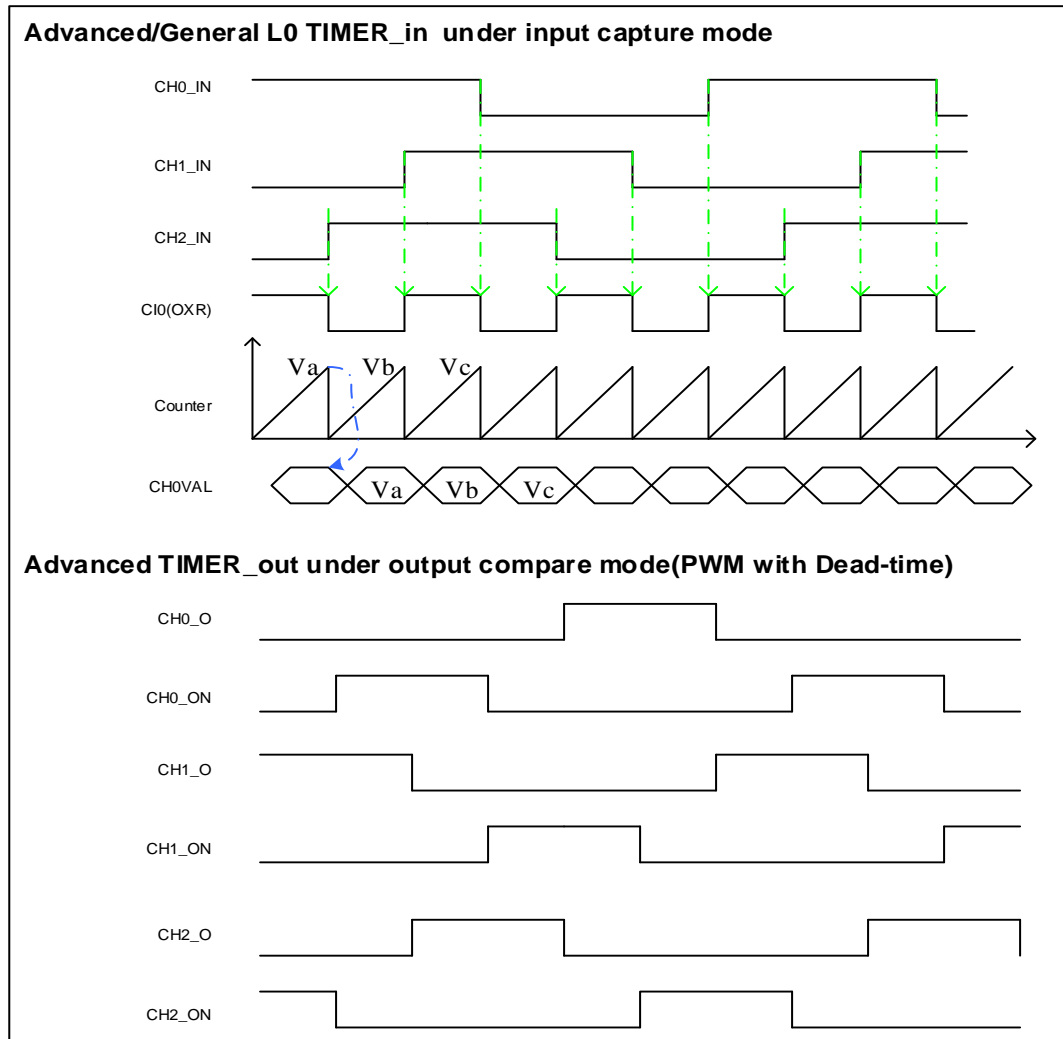 Advanced/General L0 TIMER_in under input capture mode
CH0_IN
CH1_IN
CH2_IN
CI0(OXR)
Va Vb Vc
Counter
CH0VAL
Va Vb Vc
Advanced TIMER_out under output compare mode(PWM with Dead-time)
CH0_O
CH0_ON
CH1_O
CH1_ON
CH2_O
CH2_ON